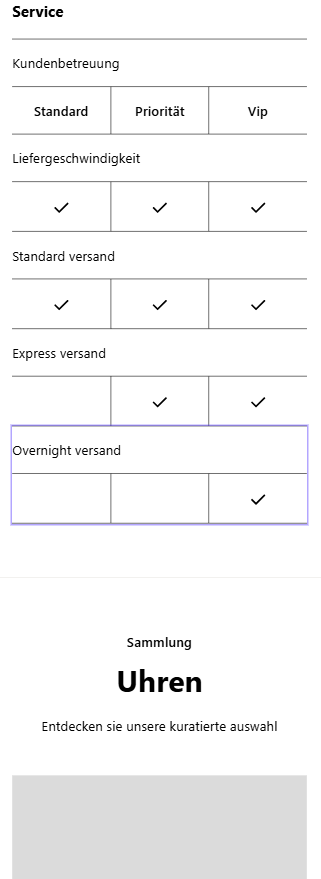 Service
Kundenbetreuung
Standard Priorität Vip
Liefergeschwindigkeit
Standard versand
Express versand
Overnight versand
Sammlung
Uhren
Entdecken sie unsere kuratierte auswahl